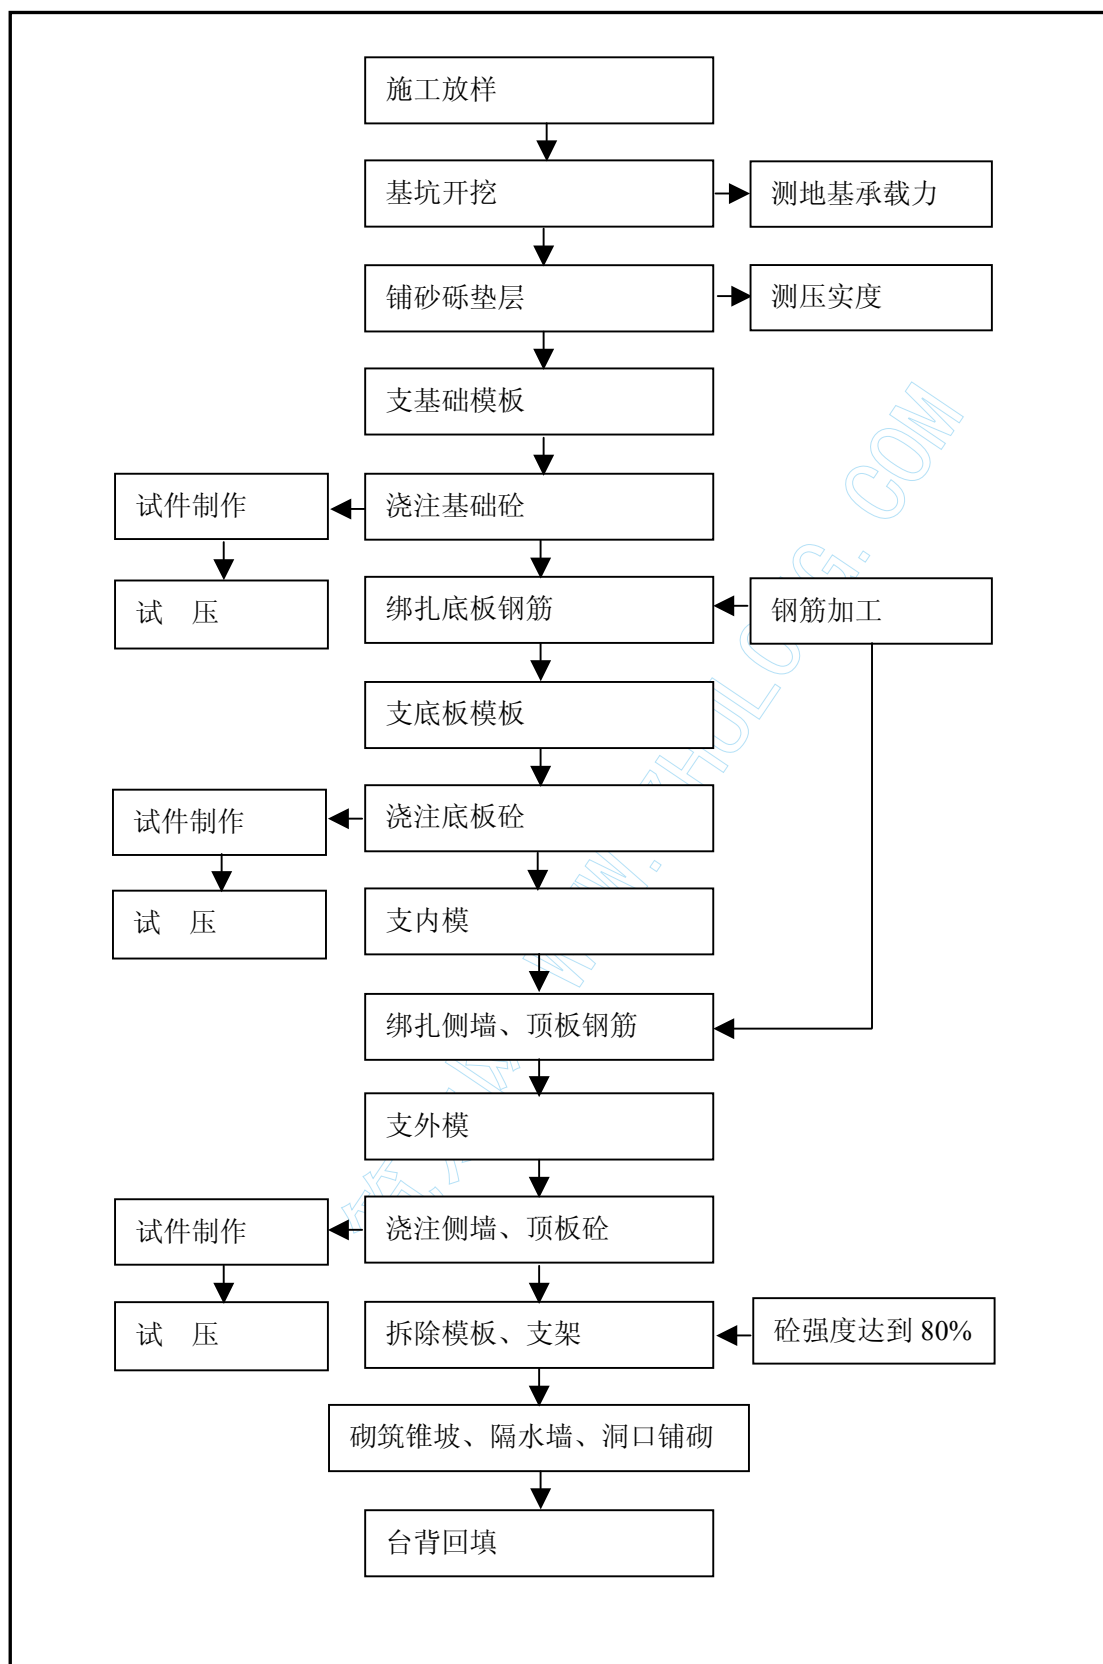 施工放样
基坑开挖
测地基承载力
铺砂砾垫层
测压实度
支基础模板
试件制作
浇注基础砼
试 压
绑扎底板钢筋
钢筋加工
支底板模板
试件制作
浇注底板砼
试 压
支内模
绑扎侧墙、顶板钢筋
支外模
试件制作
浇注侧墙、顶板砼
试 压
拆除模板、支架
砼强度达到 80%
砌筑锥坡、隔水墙、洞口铺砌
台背回填